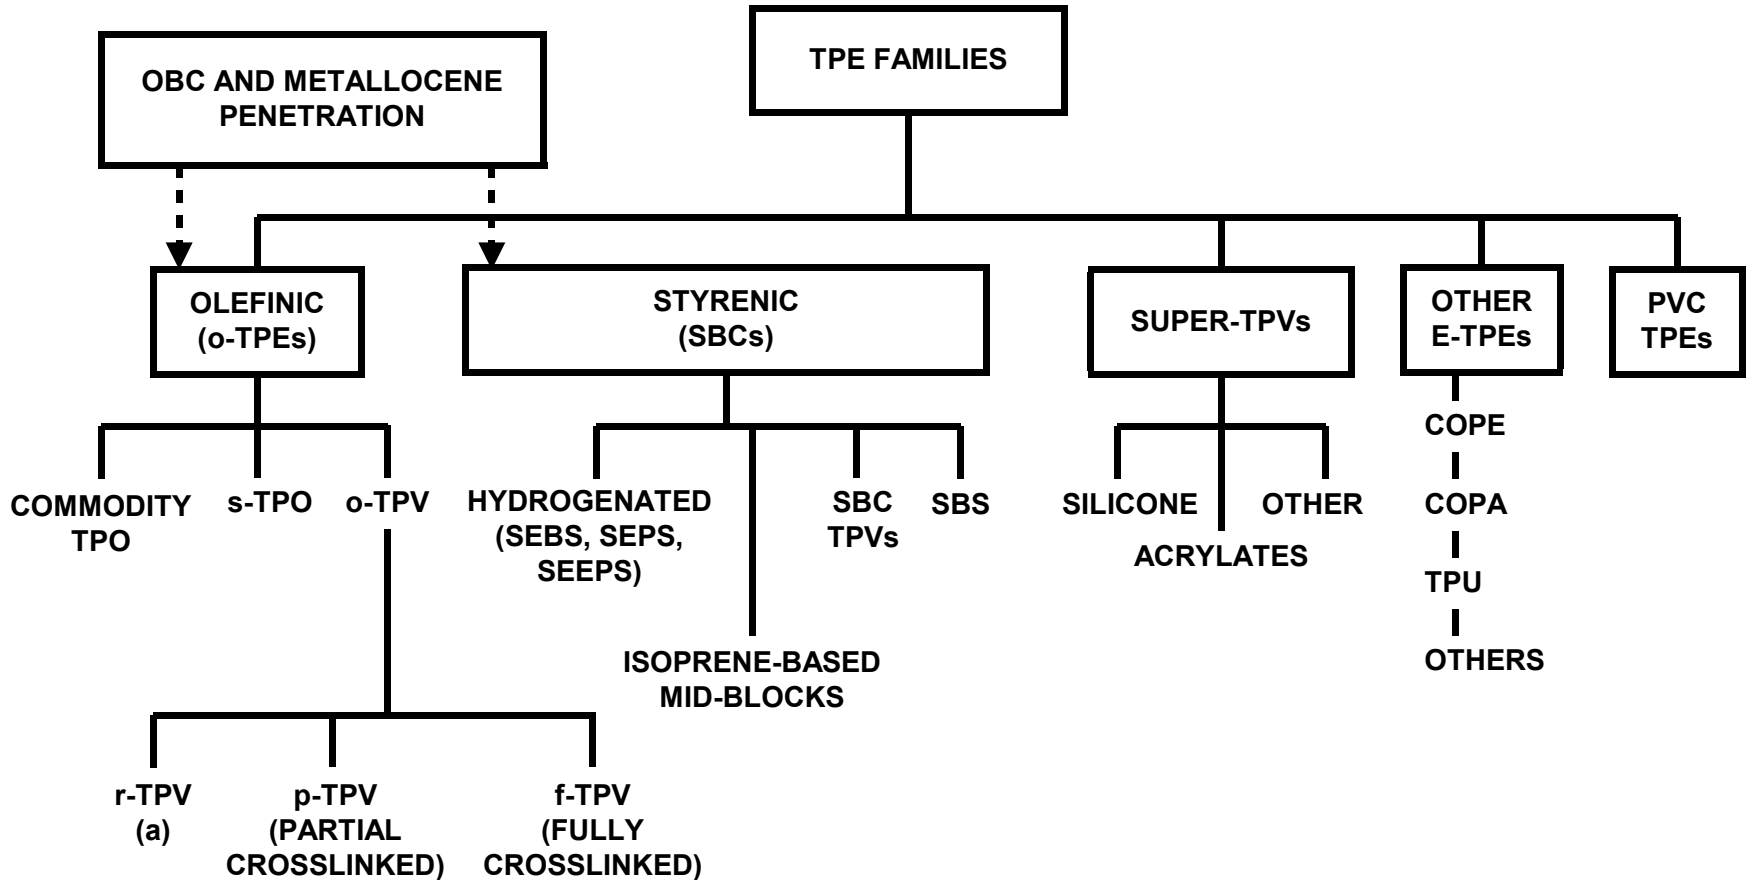 OBC AND METALLOCENE
PENETRATION
TPE FAMILIES
OLEFINIC
(o-TPEs)
STYRENIC
(SBCs)
SUPER-TPVs
OTHER
E-TPEs
PVC
TPEs
COMMODITY
TPO
s-TPO
o-TPV
HYDROGENATED
(SEBS, SEPS,
SEEPS)
ISOPRENE-BASED
MID-BLOCKS
SBC
TPVs
SBS
SILICONE
ACRYLATES
OTHER
COPE
COPA
TPU
OTHERS
r-TPV
(a)
p-TPV
(PARTIAL
CROSSLINKED)
f-TPV
(FULLY
CROSSLINKED)